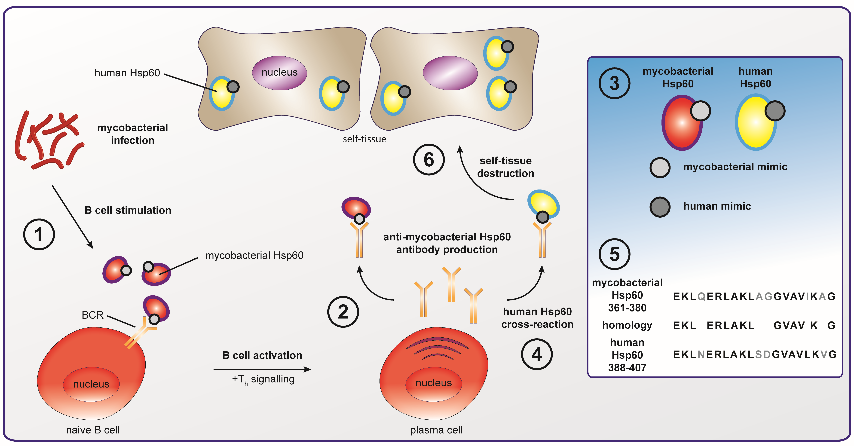 human Hsp60
nucleus
self-tissue
mycobacterial
infection
1
B cell stimulation
mycobacterial Hsp60
BCR
nucleus
naive B cell
B cell activation
+Th signalling
2
anti-mycobacterial Hsp60
antibody production
6
self-tissue
destruction
human Hsp60
cross-reaction
4
nucleus
plasma cell
3
mycobacterial
Hsp60
human
Hsp60
mycobacterial mimic
human mimic
5
mycobacterial
Hsp60
361-380
EKLQERLAKLAGGVAVIKAG
homology
EKL ERLAKL GVAV K G
human
Hsp60
388-407
EKLNERLAKLSDGVAVLKVG